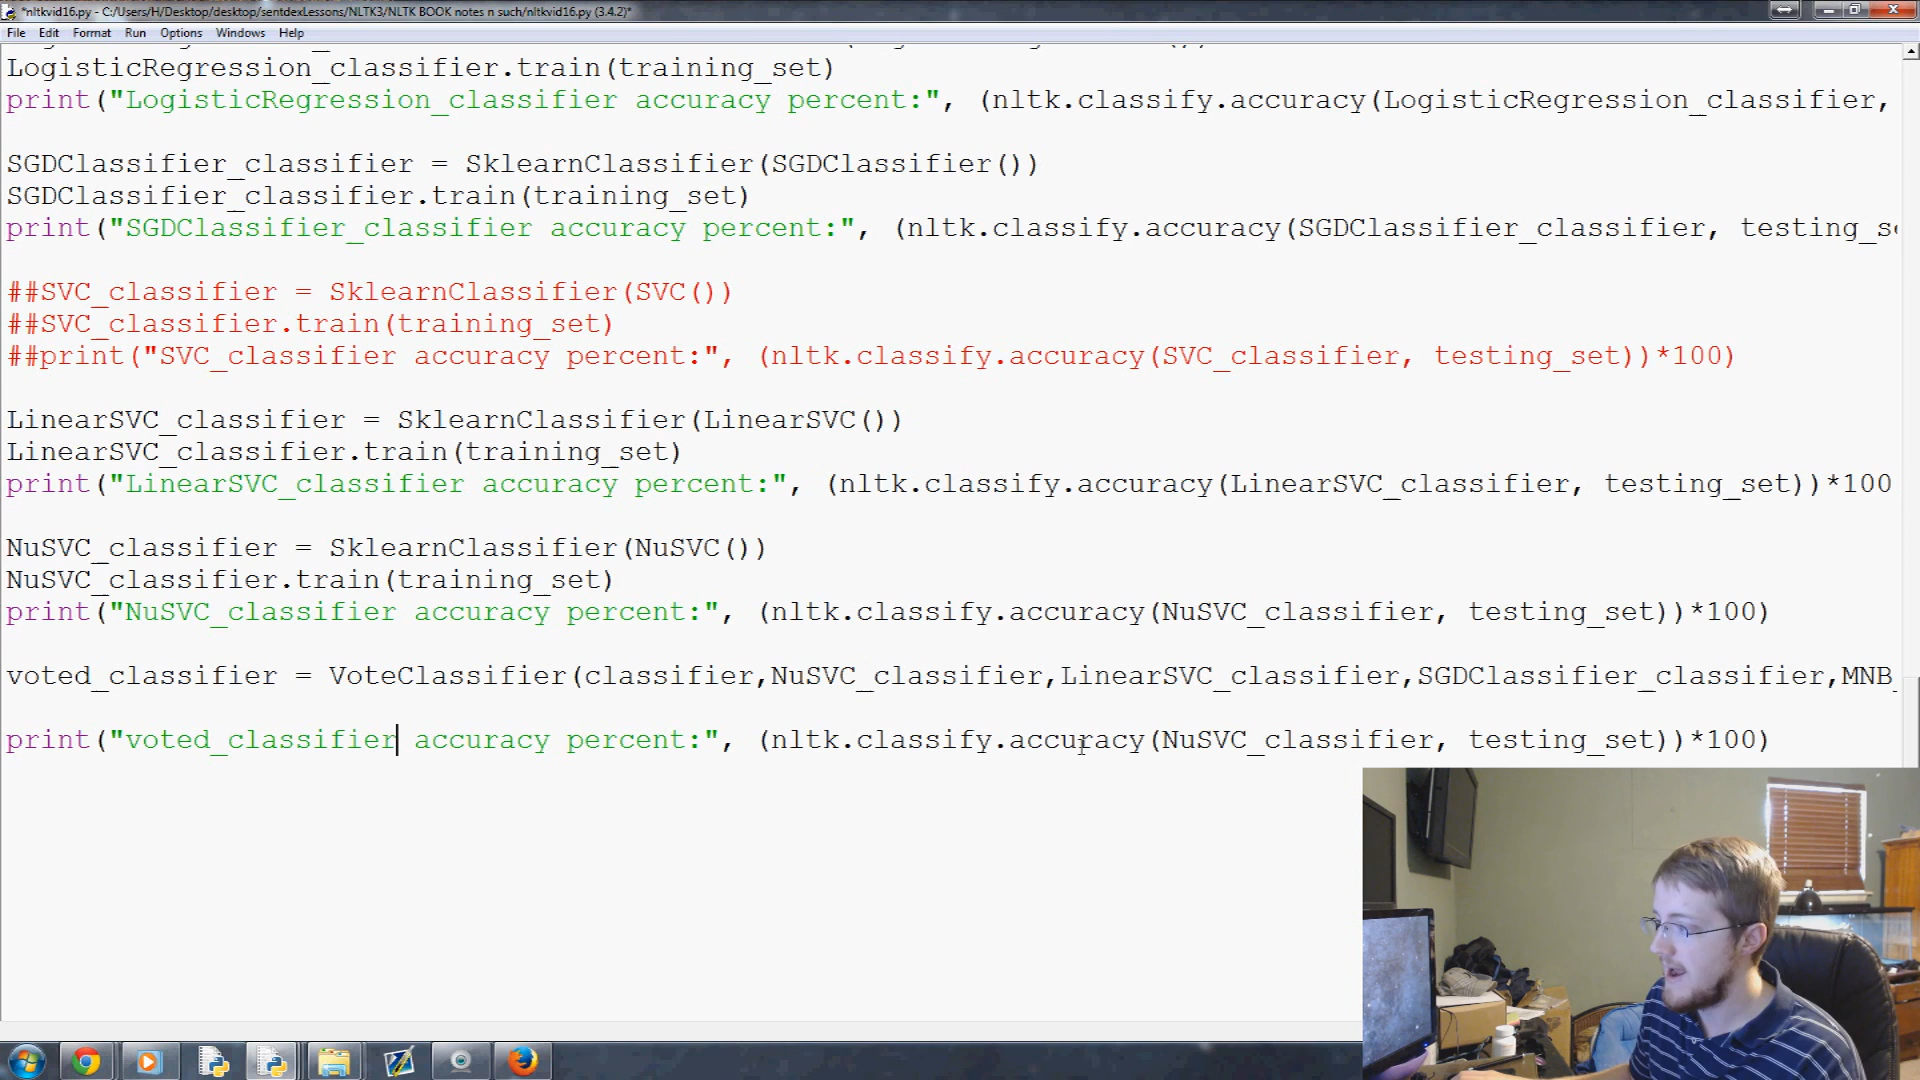 *nltkvid16.py - C:/Users/H/Desktop/desktop/sentdexLessons/NLTK3/NLTK BOOK notes n such/nltkvid16.py (3.4.2)*
File Edit Format Run Options Windows Help
LogisticRegression_classifier.train(training_set)
print("LogisticRegression_classifier accuracy percent:", (nltk.classify.accuracy(LogisticRegression_classifier,
SGDClassifier_classifier = SklearnClassifier(SGDClassifier())
SGDClassifier_classifier.train(training_set)
print("SGDClassifier_classifier accuracy percent:", (nltk.classify.accuracy(SGDClassifier_classifier, testing_se
##SVC_classifier = SklearnClassifier(SVC())
##SVC_classifier.train(training_set)
##print("SVC_classifier accuracy percent:", (nltk.classify.accuracy(SVC_classifier, testing_set))*100)
LinearSVC_classifier = SklearnClassifier(LinearSVC())
LinearSVC_classifier.train(training_set)
print("LinearSVC_classifier accuracy percent:", (nltk.classify.accuracy(LinearSVC_classifier, testing_set))*100
NuSVC_classifier = SklearnClassifier(NuSVC())
NuSVC_classifier.train(training_set)
print("NuSVC_classifier accuracy percent:", (nltk.classify.accuracy(NuSVC_classifier, testing_set))*100)
voted_classifier = VoteClassifier(classifier,NuSVC_classifier,LinearSVC_classifier,SGDClassifier_classifier,MNB_
print("voted_classifier accuracy percent:", (nltk.classify.accuracy(NuSVC_classifier, testing_set))*100)